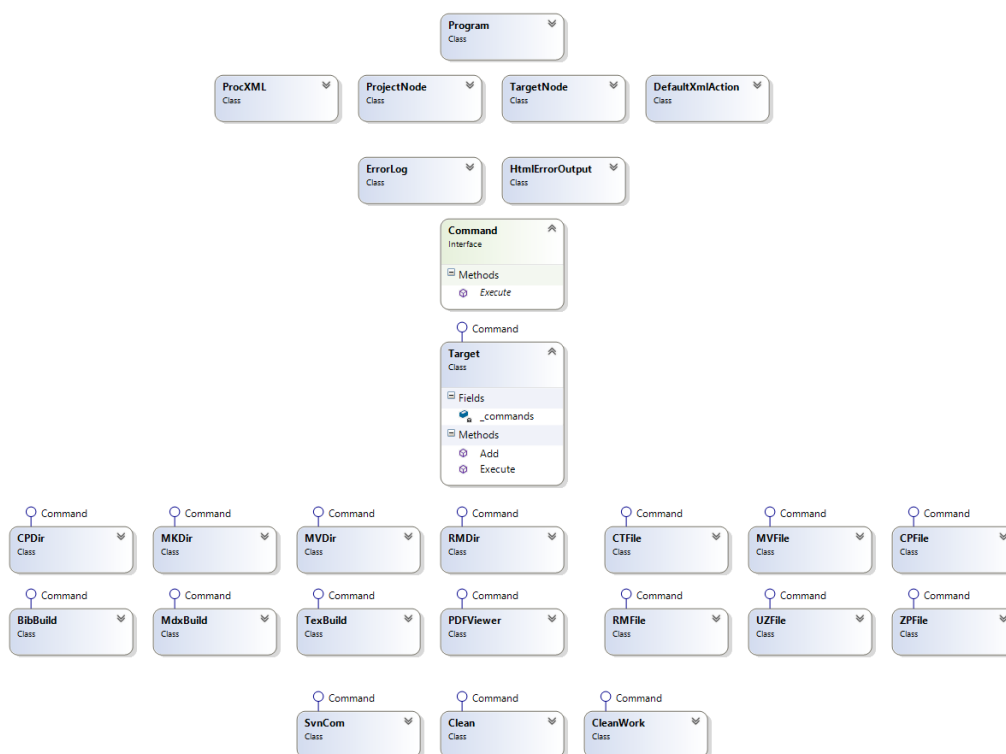 Program
Class
ProcXML
Class
ProjectNode
Class
TargetNode
Class
DefaultXmlAction
Class
ErrorLog
Class
HtmlErrorOutput
Class
Command
Interface
Methods
Execute
Command
Target
Class
Fields
_commands
Methods
Add
Execute
Command
CPDir
Class
Command
MKDir
Class
Command
MVDir
Class
Command
RMDir
Class
Command
CTFile
Class
Command
MVFile
Class
Command
CPFile
Class
Command
BibBuild
Class
Command
MdxBuild
Class
Command
TexBuild
Class
Command
PDFViewer
Class
Command
RMFile
Class
Command
UZFile
Class
Command
ZPFile
Class
Command
SvnCom
Class
Command
Clean
Class
Command
CleanWork
Class